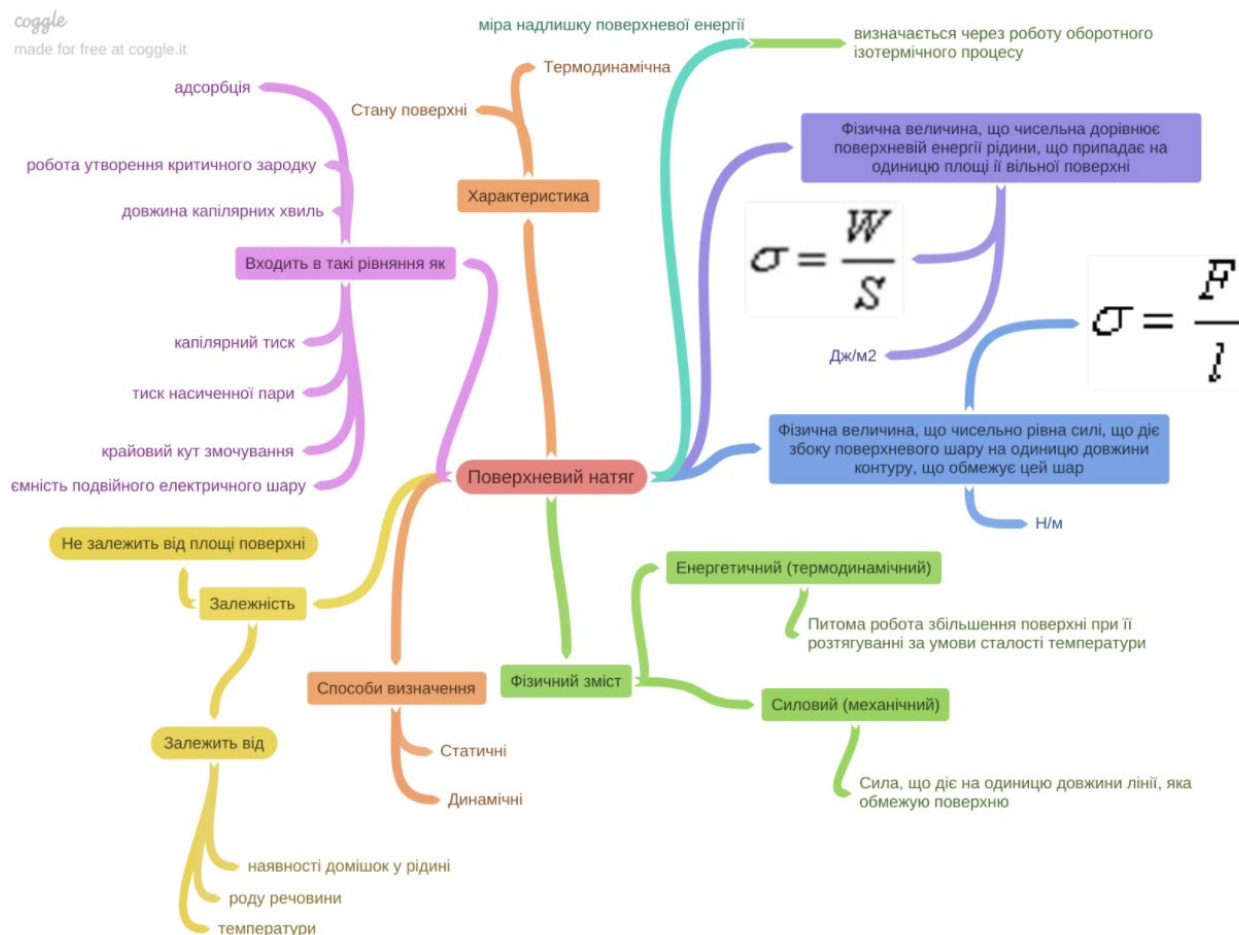 coggle
made for free at coggle.it
міра надлишку поверхневої енергії
визначається через роботу оборотного
ізотермічного процесу
Термодинамічна
Стану поверхні
Характеристика
адсорбція
робота утворення критичного зародку
довжина капілярних хвиль
Входить в такі рівняння як
капілярний тиск
тиск насиченної пари
крайовий кут змочування
ємність подвійного електричного шару
Фізична величина, що чисельна дорівнює
поверхневій енергії рідини, що припадає на
одиницю площі її вільної поверхні
σ = W/S
Дж/м2
σ = F/l
Фізична величина, що чисельно рівна силі, що діє
збоку поверхневого шару на одиницю довжини
контуру, що обмежує цей шар
Н/м
Поверхневий натяг
Не залежить від площі поверхні
Залежність
Залежить від
наявності домішок у рідині
роду речовини
температури
Способи визначення
Статичні
Динамічні
Фізичний зміст
Енергетичний (термодинамічний)
Питома робота збільшення поверхні при її
розтягуванні за умови сталості температури
Силовий (механічний)
Сила, що діє на одиницю довжини лінії, яка
обмежую поверхню